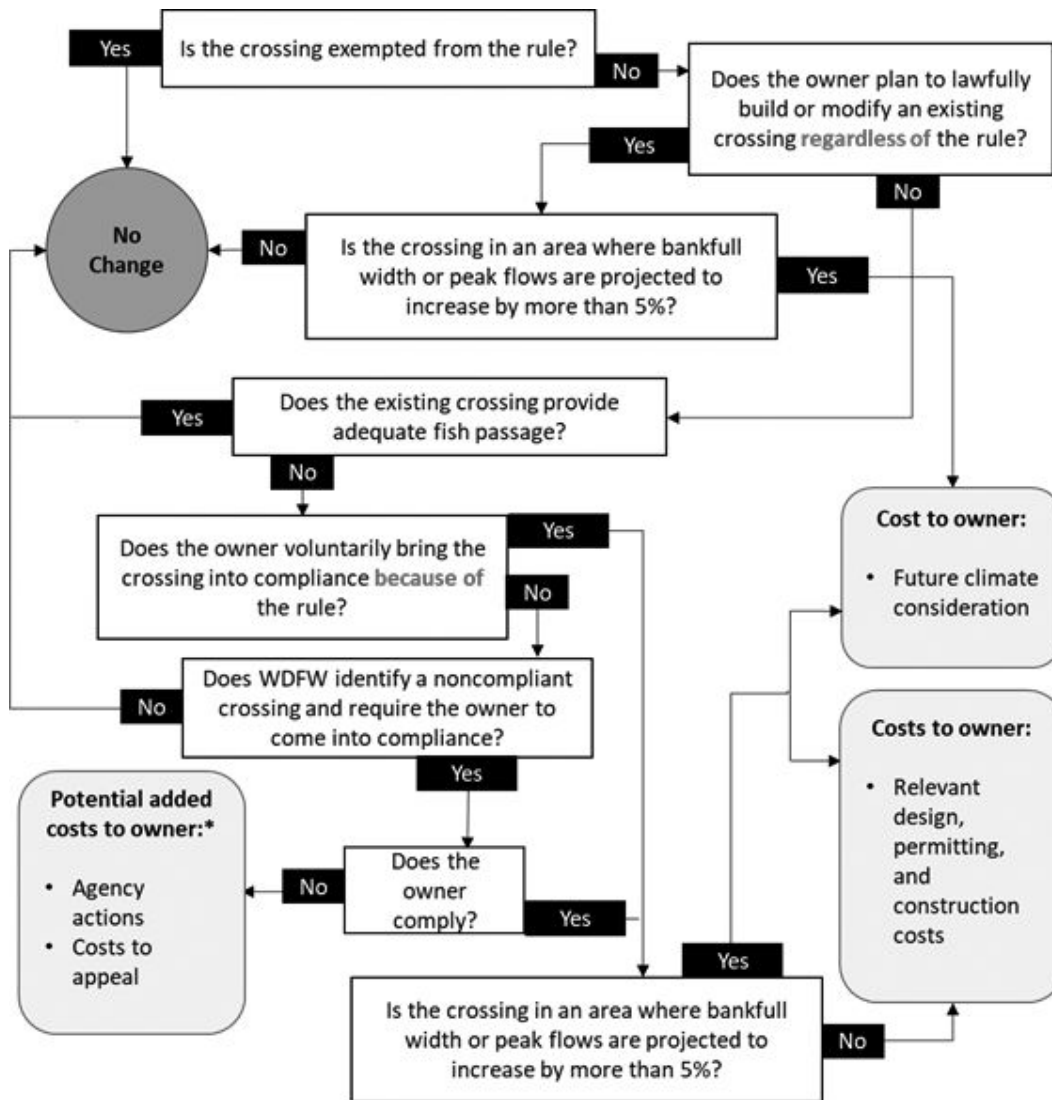 Yes
Is the crossing exempted from the rule?
No
Does the owner plan to lawfully
build or modify an existing
crossing regardless of the rule?
Yes
No
No
Change
No
Is the crossing in an area where bankfull
width or peak flows are projected to
increase by more than 5%?
Yes
Yes
Does the existing crossing provide
adequate fish passage?
No
Does the owner voluntarily bring the
crossing into compliance because of
the rule?
Yes
No
Cost to owner:
• Future climate
consideration
No
Does WDFW identify a noncompliant
crossing and require the owner to
come into compliance?
Yes
Costs to owner:
• Relevant
design,
permitting,
and
construction
costs
Potential added
costs to owner:*
• Agency
actions
• Costs to
appeal
No
Does the
owner
comply?
Yes
Yes
Is the crossing in an area where bankfull
width or peak flows are projected to
increase by more than 5%?
No